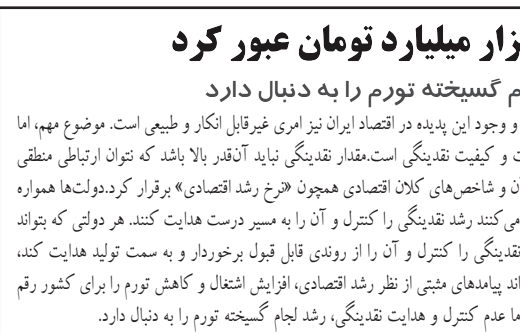 زار میلیارد تومان عبور کرد
م گسیخته تورم را به دنبال دارد
و وجود این پدیده در اقتصاد ایران نیز امری غیرقابل انکار و طبیعی است. موضوع مهم، اما
ت و کیفیت نقدینگی است.مقدار نقدینگی نباید آن‌قدر بالا باشد که نتوان ارتباطی منطقی
آن و شاخص‌های کلان اقتصادی همچون «نرخ رشد اقتصادی» برقرار کرد.دولت‌ها همواره
می‌کنند رشد نقدینگی را کنترل و آن را به مسیر درست هدایت کنند. هر دولتی که بتواند
نقدینگی را کنترل و آن را از روندی قابل قبول برخوردار و به سمت تولید هدایت کند،
اند پیامدهای مثبتی از نظر رشد اقتصادی، افزایش اشتغال و کاهش تورم را برای کشور رقم
ما عدم کنترل و هدایت نقدینگی، رشد لجام گسیخته تورم را به دنبال دارد.